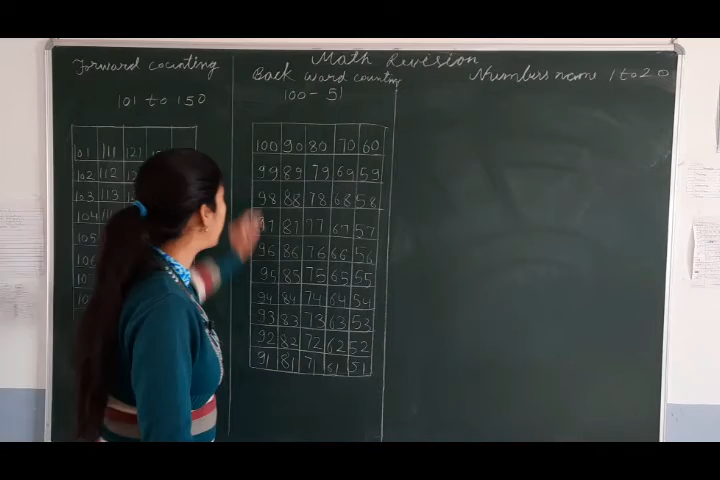 Math Revision
Forward counting
101 to 150
101 111 121
102 112
103 113
104
105
106
Back ward counting
100 - 51
100 90 80 70 60
99 89 79 69 59
98 88 78 68 58
97 87 77 67 57
96 86 76 66 56
95 85 75 65 55
94 84 74 64 54
93 83 73 63 53
92 82 72 62 52
91 81 71 61 51
Numbers name 1 to 20